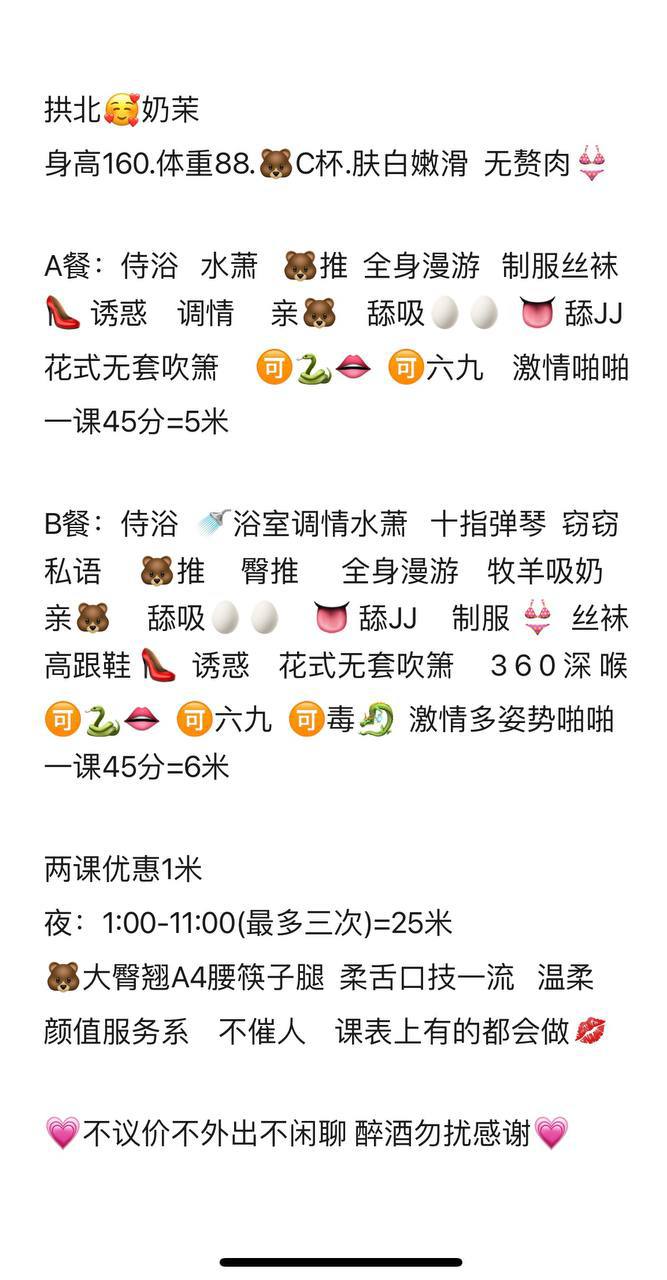 拱北🥰奶茉
身高160.体重88.🐻C杯.肤白嫩滑 无赘肉👙
A餐：侍浴 水萧 🐻推 全身漫游 制服丝袜
👠 诱惑 调情 亲🐻 舔吸🥚🥚 👅 舔JJ
花式无套吹箫 🉑🐍👄 🉑六九 激情啪啪
一课45分=5米
B餐：侍浴 🚿浴室调情水萧 十指弹琴 窃窃
私语 🐻推 臀推 全身漫游 牧羊吸奶
亲🐻 舔吸🥚🥚 👅 舔JJ 制服 👙 丝袜
高跟鞋 👠 诱惑 花式无套吹箫 3 6 0 深 喉
🉑🐍👄 🉑六九 🉑毒🐉 激情多姿势啪啪
一课45分=6米
两课优惠1米
夜：1:00-11:00(最多三次)=25米
🐻大臀翘A4腰筷子腿 柔舌口技一流 温柔
颜值服务系 不催人 课表上有的都会做💋
💗不议价不外出不闲聊 醉酒勿扰感谢💗